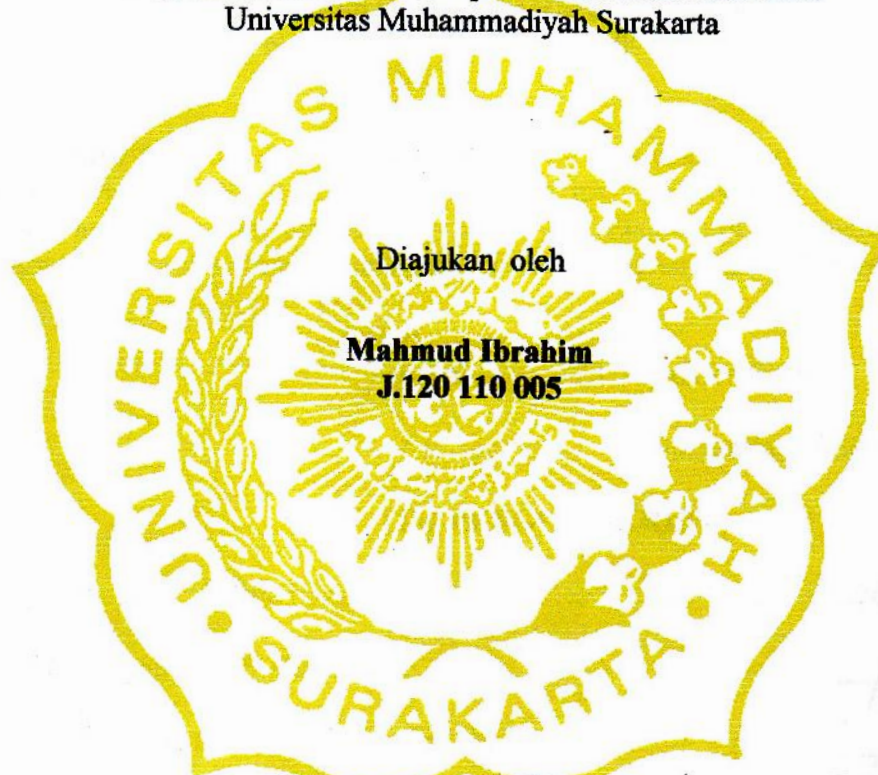 Universitas Muhammadiyah Surakarta
UNIVERSITAS MUHAMMADIYAH
• SURAKARTA •
Diajukan oleh
Mahmud Ibrahim
J.120 110 005